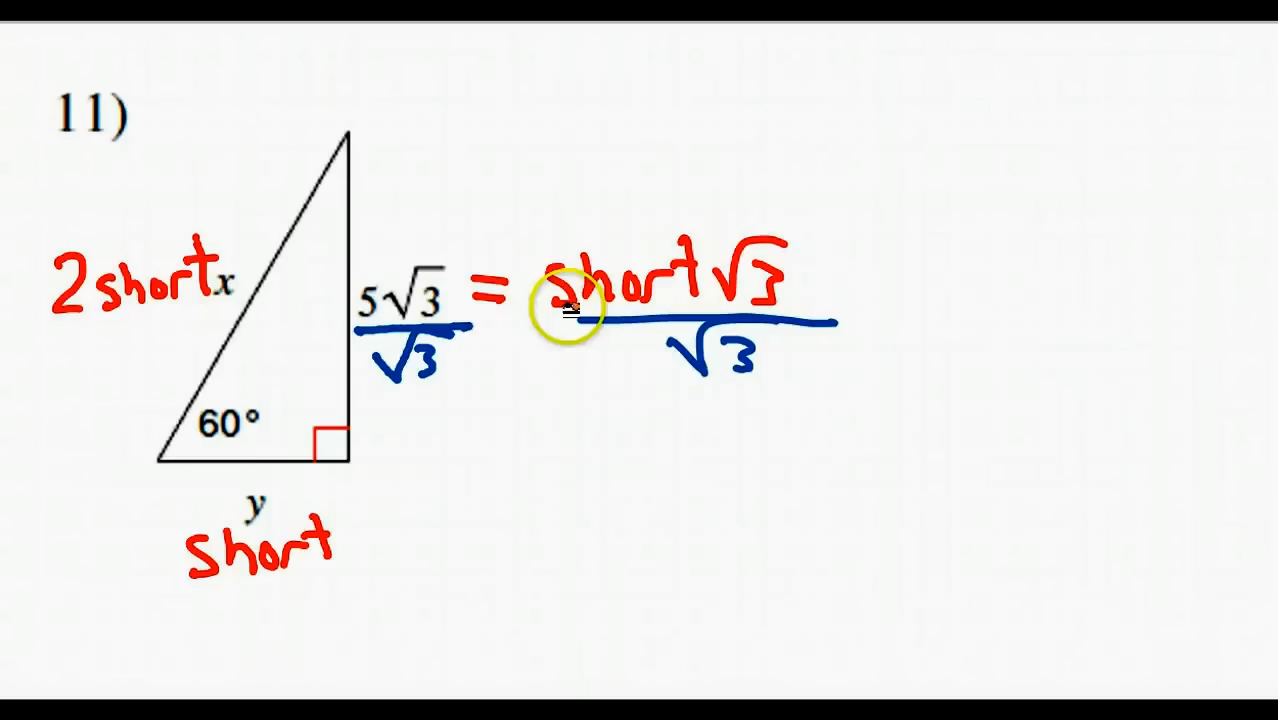 11)
2short x 5√3 = short√3
√3 √3
60°
y
short